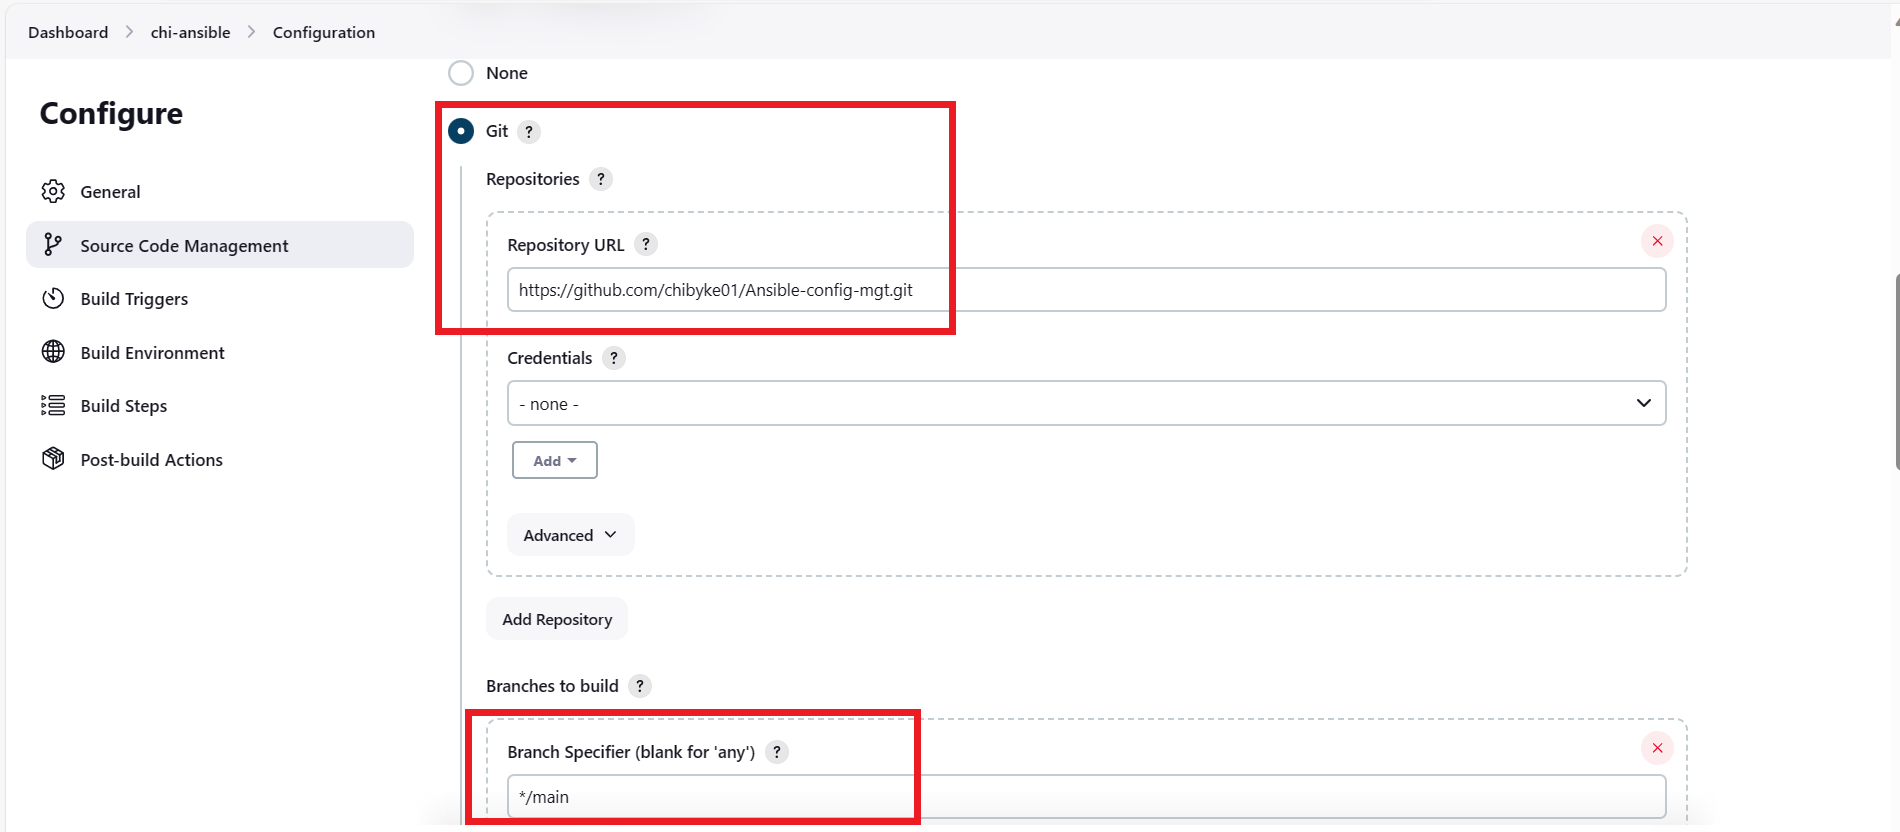 Dashboard > chi-ansible > Configuration
Configure
General
Source Code Management
Build Triggers
Build Environment
Build Steps
Post-build Actions
None
Git ?
Repositories ?
Repository URL ?
https://github.com/chibyke01/Ansible-config-mgt.git
Credentials ?
- none -
Add
Advanced
Add Repository
Branches to build ?
Branch Specifier (blank for 'any') ?
*/main